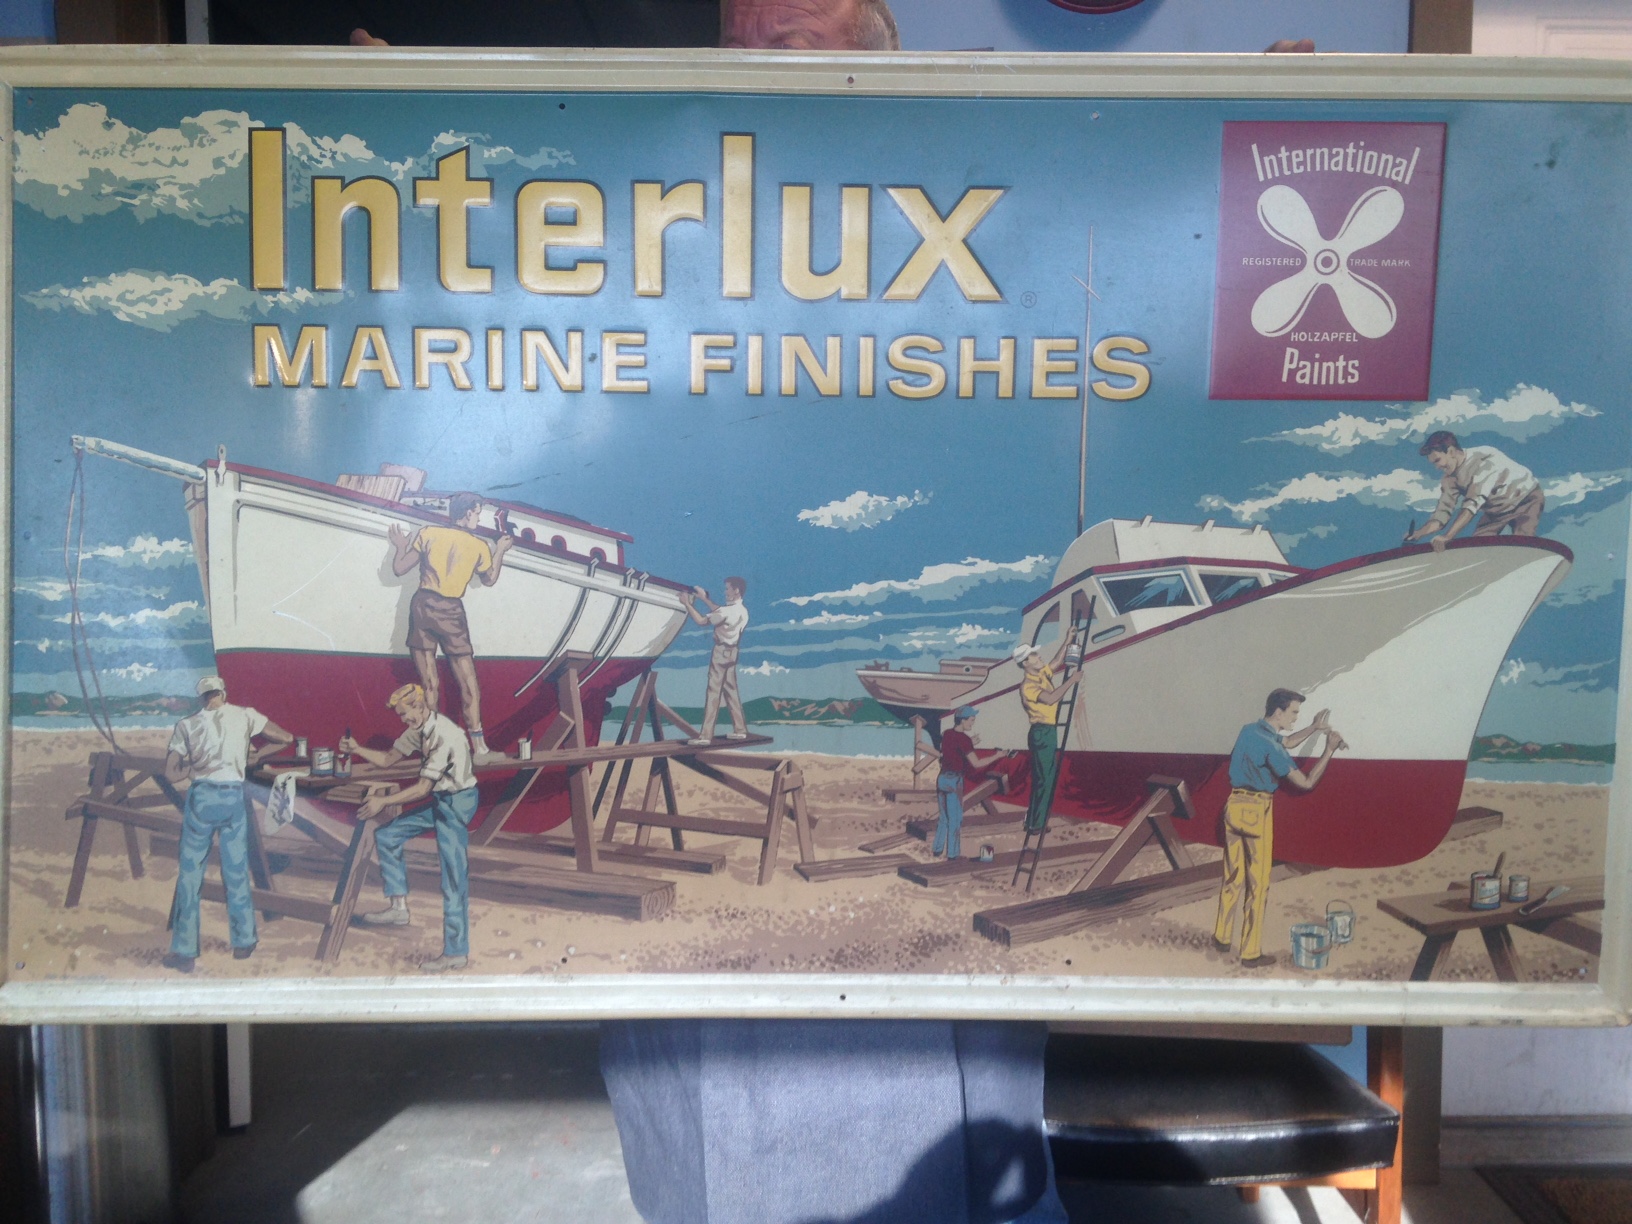 Interlux ®
MARINE FINISHES
International
REGISTERED TRADE MARK
HOLZAPFEL
Paints